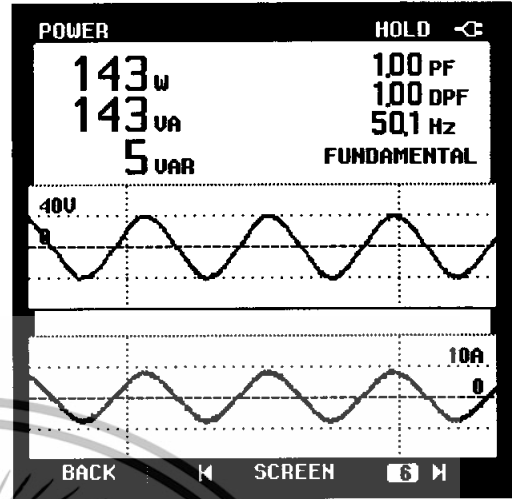 POWER HOLD
143 W 1.00 PF
143 VA 1.00 DPF
5 VAR 50.1 Hz
FUNDAMENTAL
40V
0
10A
0
BACK SCREEN 6